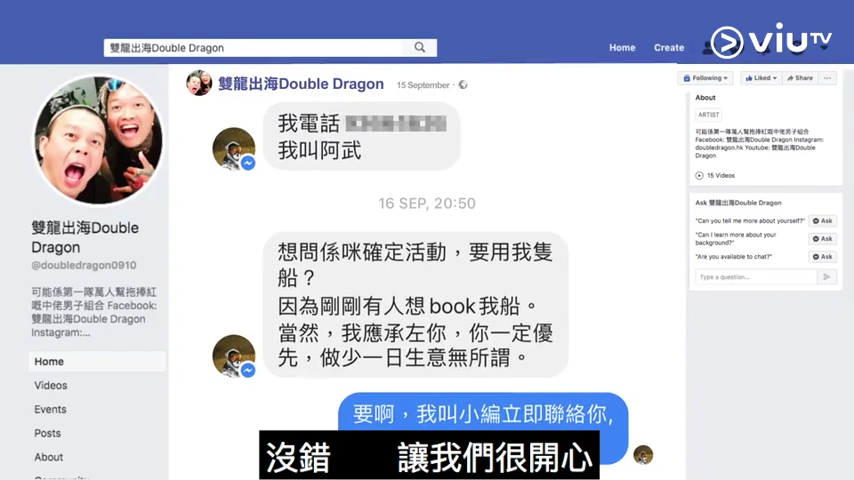 viuTV
雙龍出海Double Dragon
Home
Create
雙龍出海Double Dragon
15 September
我電話
我叫阿武
16 SEP, 20:50
想問係咪確定活動，要用我隻
船？
因為剛剛有人想book我船。
當然，我應承左你，你一定優
先，做少一日生意無所謂。
要啊，我叫小編立即聯絡你,
沒錯 讓我們很開心
雙龍出海Double
Dragon
@doubledragon0910
可能係第一隊萬人幫拖捧紅
嘅中佬男子組合 Facebook:
雙龍出海Double Dragon
Instagram:...
Home
Videos
Events
Posts
About
Following
Liked
Share
About
ARTIST
可能係第一隊萬人幫拖捧紅嘅中佬男子組合
Facebook: 雙龍出海Double Dragon Instagram:
doubledragon.hk Youtube: 雙龍出海Double
Dragon
15 Videos
Ask 雙龍出海Double Dragon
"Can you tell me more about yourself?"
Ask
"Can I learn more about your
background?"
Ask
"Are you available to chat?"
Ask
Type a question...